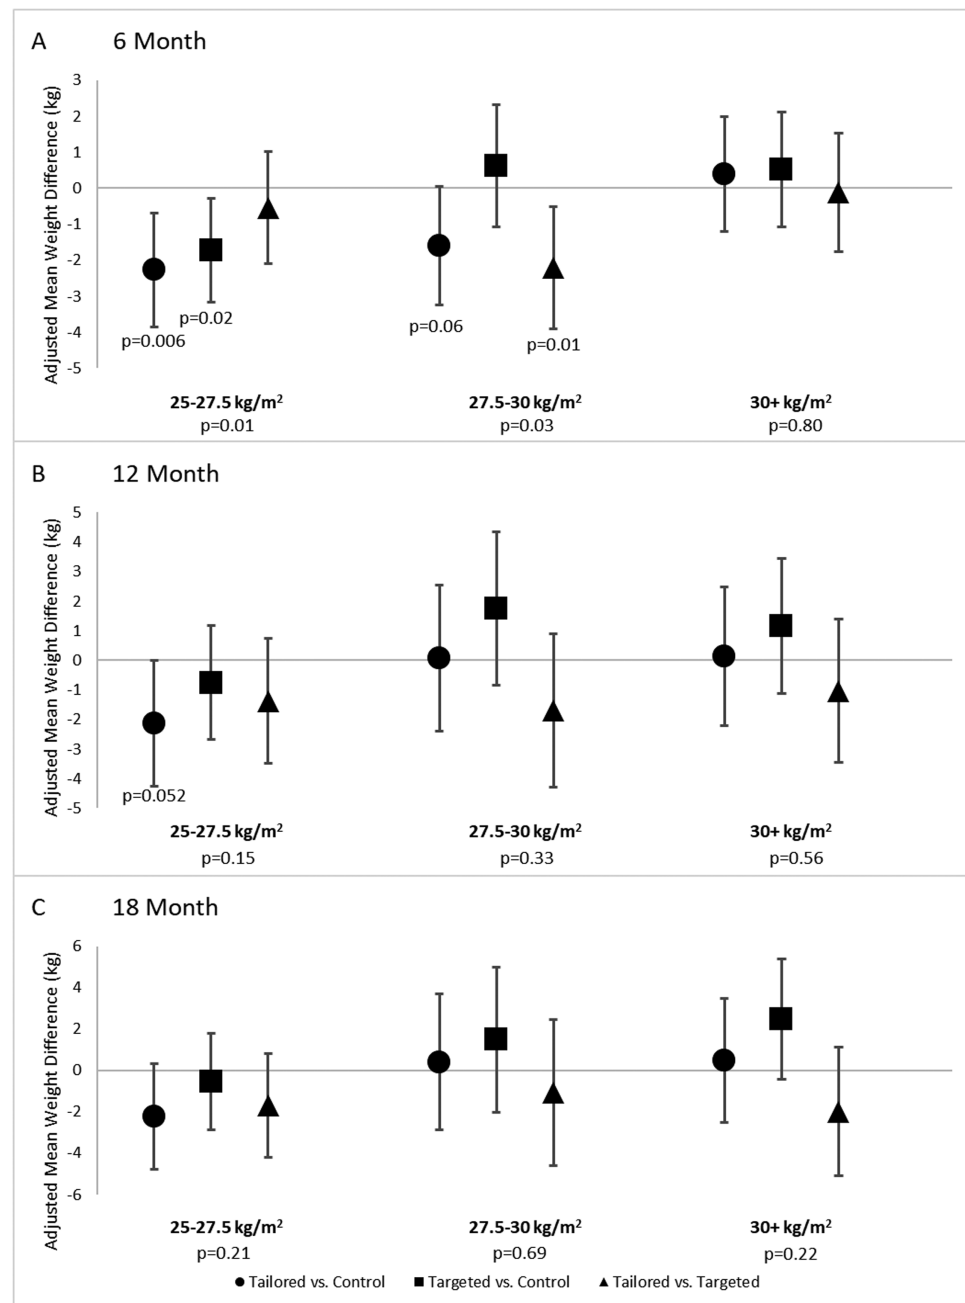 A 6 Month
Adjusted Mean Weight Difference (kg)
3
2
1
0
-1
-2
-3
-4
-5
p=0.006
p=0.02
p=0.06
p=0.01
25-27.5 kg/m² 27.5-30 kg/m² 30+ kg/m²
p=0.01 p=0.03 p=0.80
B 12 Month
Adjusted Mean Weight Difference (kg)
5
4
3
2
1
0
-1
-2
-3
-4
-5
p=0.052
25-27.5 kg/m² 27.5-30 kg/m² 30+ kg/m²
p=0.15 p=0.33 p=0.56
C 18 Month
Adjusted Mean Weight Difference (kg)
6
4
2
0
-2
-4
-6
25-27.5 kg/m² 27.5-30 kg/m² 30+ kg/m²
p=0.21 p=0.69 p=0.22
Tailored vs. Control Targeted vs. Control Tailored vs. Targeted